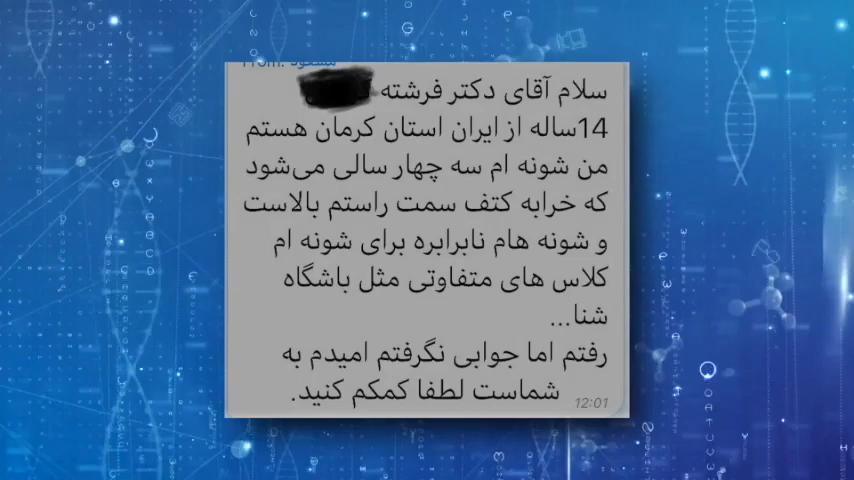 From: مسعود
سلام آقای دکتر فرشته
14ساله از ایران استان کرمان هستم
من شونه ام سه چهار سالی می‌شود
که خرابه کتف سمت راستم بالاست
و شونه هام نابرابره برای شونه ام
کلاس های متفاوتی مثل باشگاه
شنا...
رفتم اما جوابی نگرفتم امیدم به
شماست لطفا کمکم کنید.
12:01